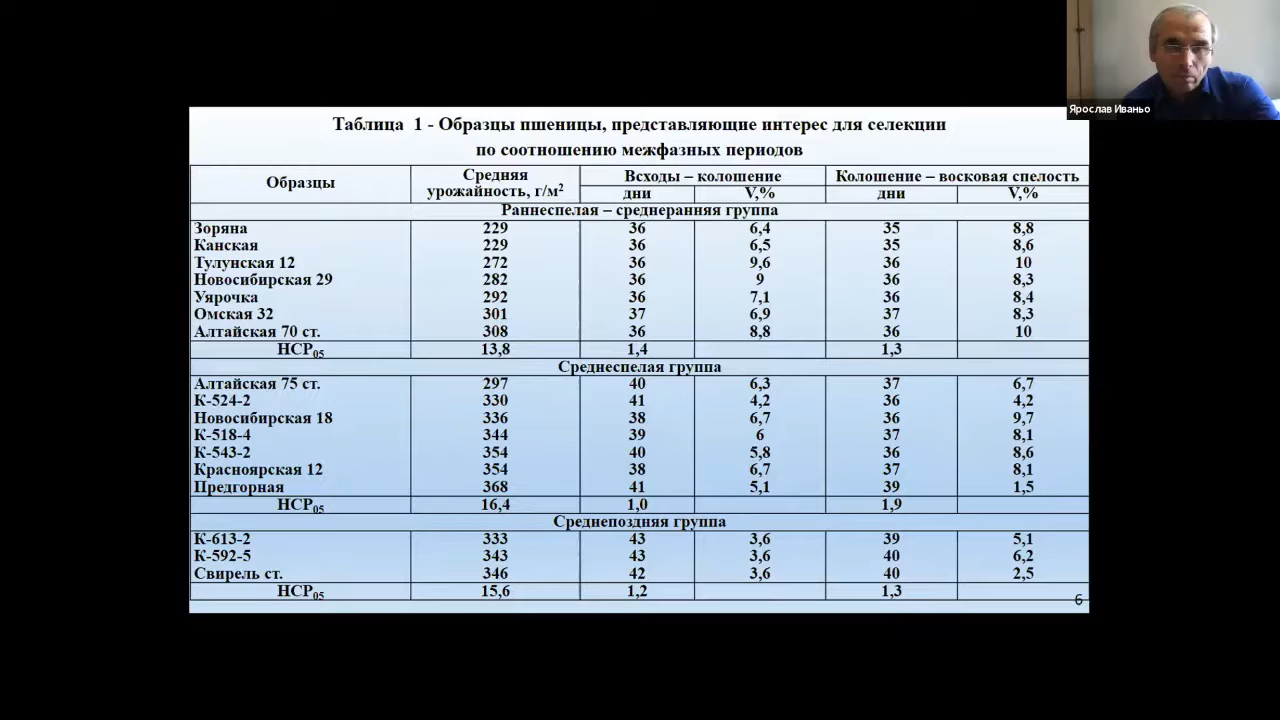 Ярослав Иваньо
Таблица 1 - Образцы пшеницы, представляющие интерес для селекции
по соотношению межфазных периодов
Образцы Средняя урожайность, г/м² Всходы – колошение Колошение – восковая спелость
дни V,% дни V,%
Раннеспелая – среднеранняя группа
Зоряна 229 36 6,4 35 8,8
Канская 229 36 6,5 35 8,6
Тулунская 12 272 36 9,6 36 10
Новосибирская 29 282 36 9 36 8,3
Уярочка 292 36 7,1 36 8,4
Омская 32 301 37 6,9 37 8,3
Алтайская 70 ст. 308 36 8,8 36 10
НСР₀₅ 13,8 1,4 1,3
Среднеспелая группа
Алтайская 75 ст. 297 40 6,3 37 6,7
К-524-2 330 41 4,2 36 4,2
Новосибирская 18 336 38 6,7 36 9,7
К-518-4 344 39 6 37 8,1
К-543-2 354 40 5,8 36 8,6
Красноярская 12 354 38 6,7 37 8,1
Предгорная 368 41 5,1 39 1,5
НСР₀₅ 16,4 1,0 1,9
Среднепоздняя группа
К-613-2 333 43 3,6 39 5,1
К-592-5 343 43 3,6 40 6,2
Свирель ст. 346 42 3,6 40 2,5
НСР₀₅ 15,6 1,2 1,3
6